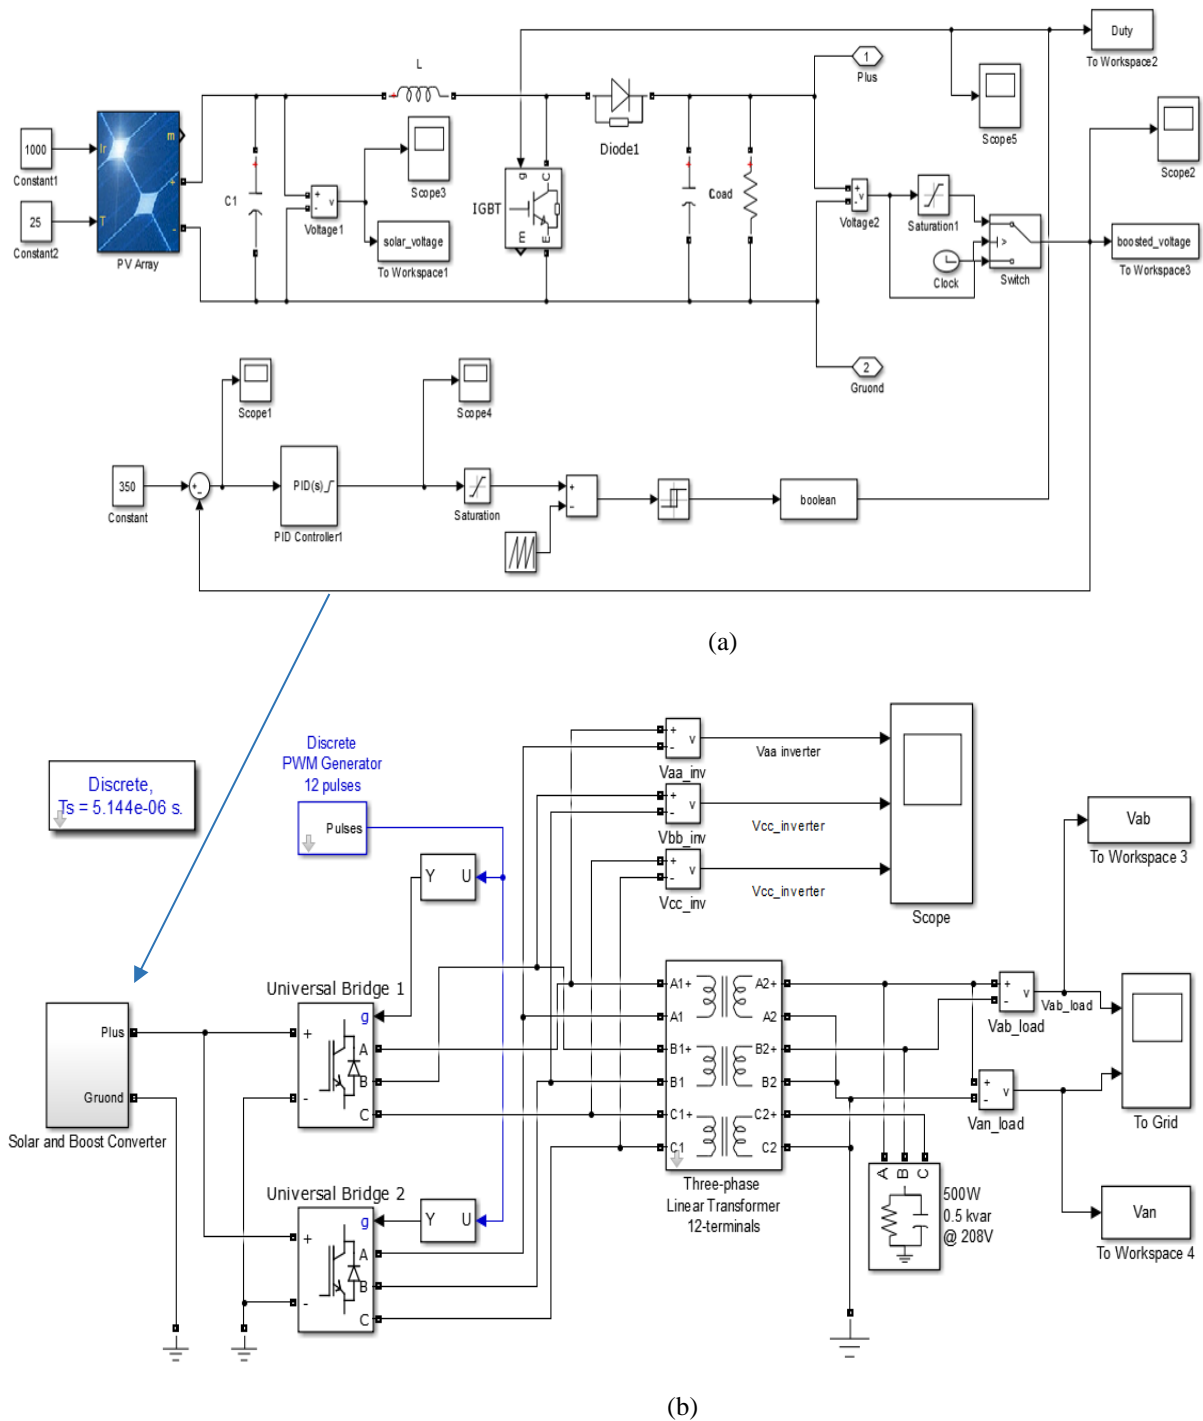 Duty
To Workspace2
1
Plus
L
Scope5
Scope2
1000
Constant1
Ir
m
+
Scope3
Diode1
C1
g
C
IGBT
m
E
+
-
v
Voltage1
solar_voltage
To Workspace1
25
Constant2
T
-
PV Array
Load
+
-
v
Voltage2
Saturation1
>
Clock
Switch
boosted_voltage
To Workspace3
2
Gruond
Scope1
Scope4
350
Constant
+
-
PID(s)
PID Controller1
Saturation
+
-
boolean
(a)
Discrete,
Ts = 5.144e-06 s.
Discrete
PWM Generator
12 pulses
Pulses
+
-
v
Vaa_inv
Vaa inverter
+
-
v
Vbb_inv
Vcc_inverter
+
-
v
Vcc_inv
Vcc_inverter
Scope
Vab
To Workspace 3
Y
U
Universal Bridge 1
g
+
A
B
-
C
Plus
Gruond
Solar and Boost Converter
A1+
A1
B1+
B1
C1+
C1
A2+
A2
B2+
B2
C2+
C2
Three-phase
Linear Transformer
12-terminals
+
-
v
Vab_load
Vab_load
+
-
v
Van_load
To Grid
A
B
C
500W
0.5 kvar
@ 208V
Van
To Workspace 4
Universal Bridge 2
g
Y
U
+
A
B
-
C
(b)